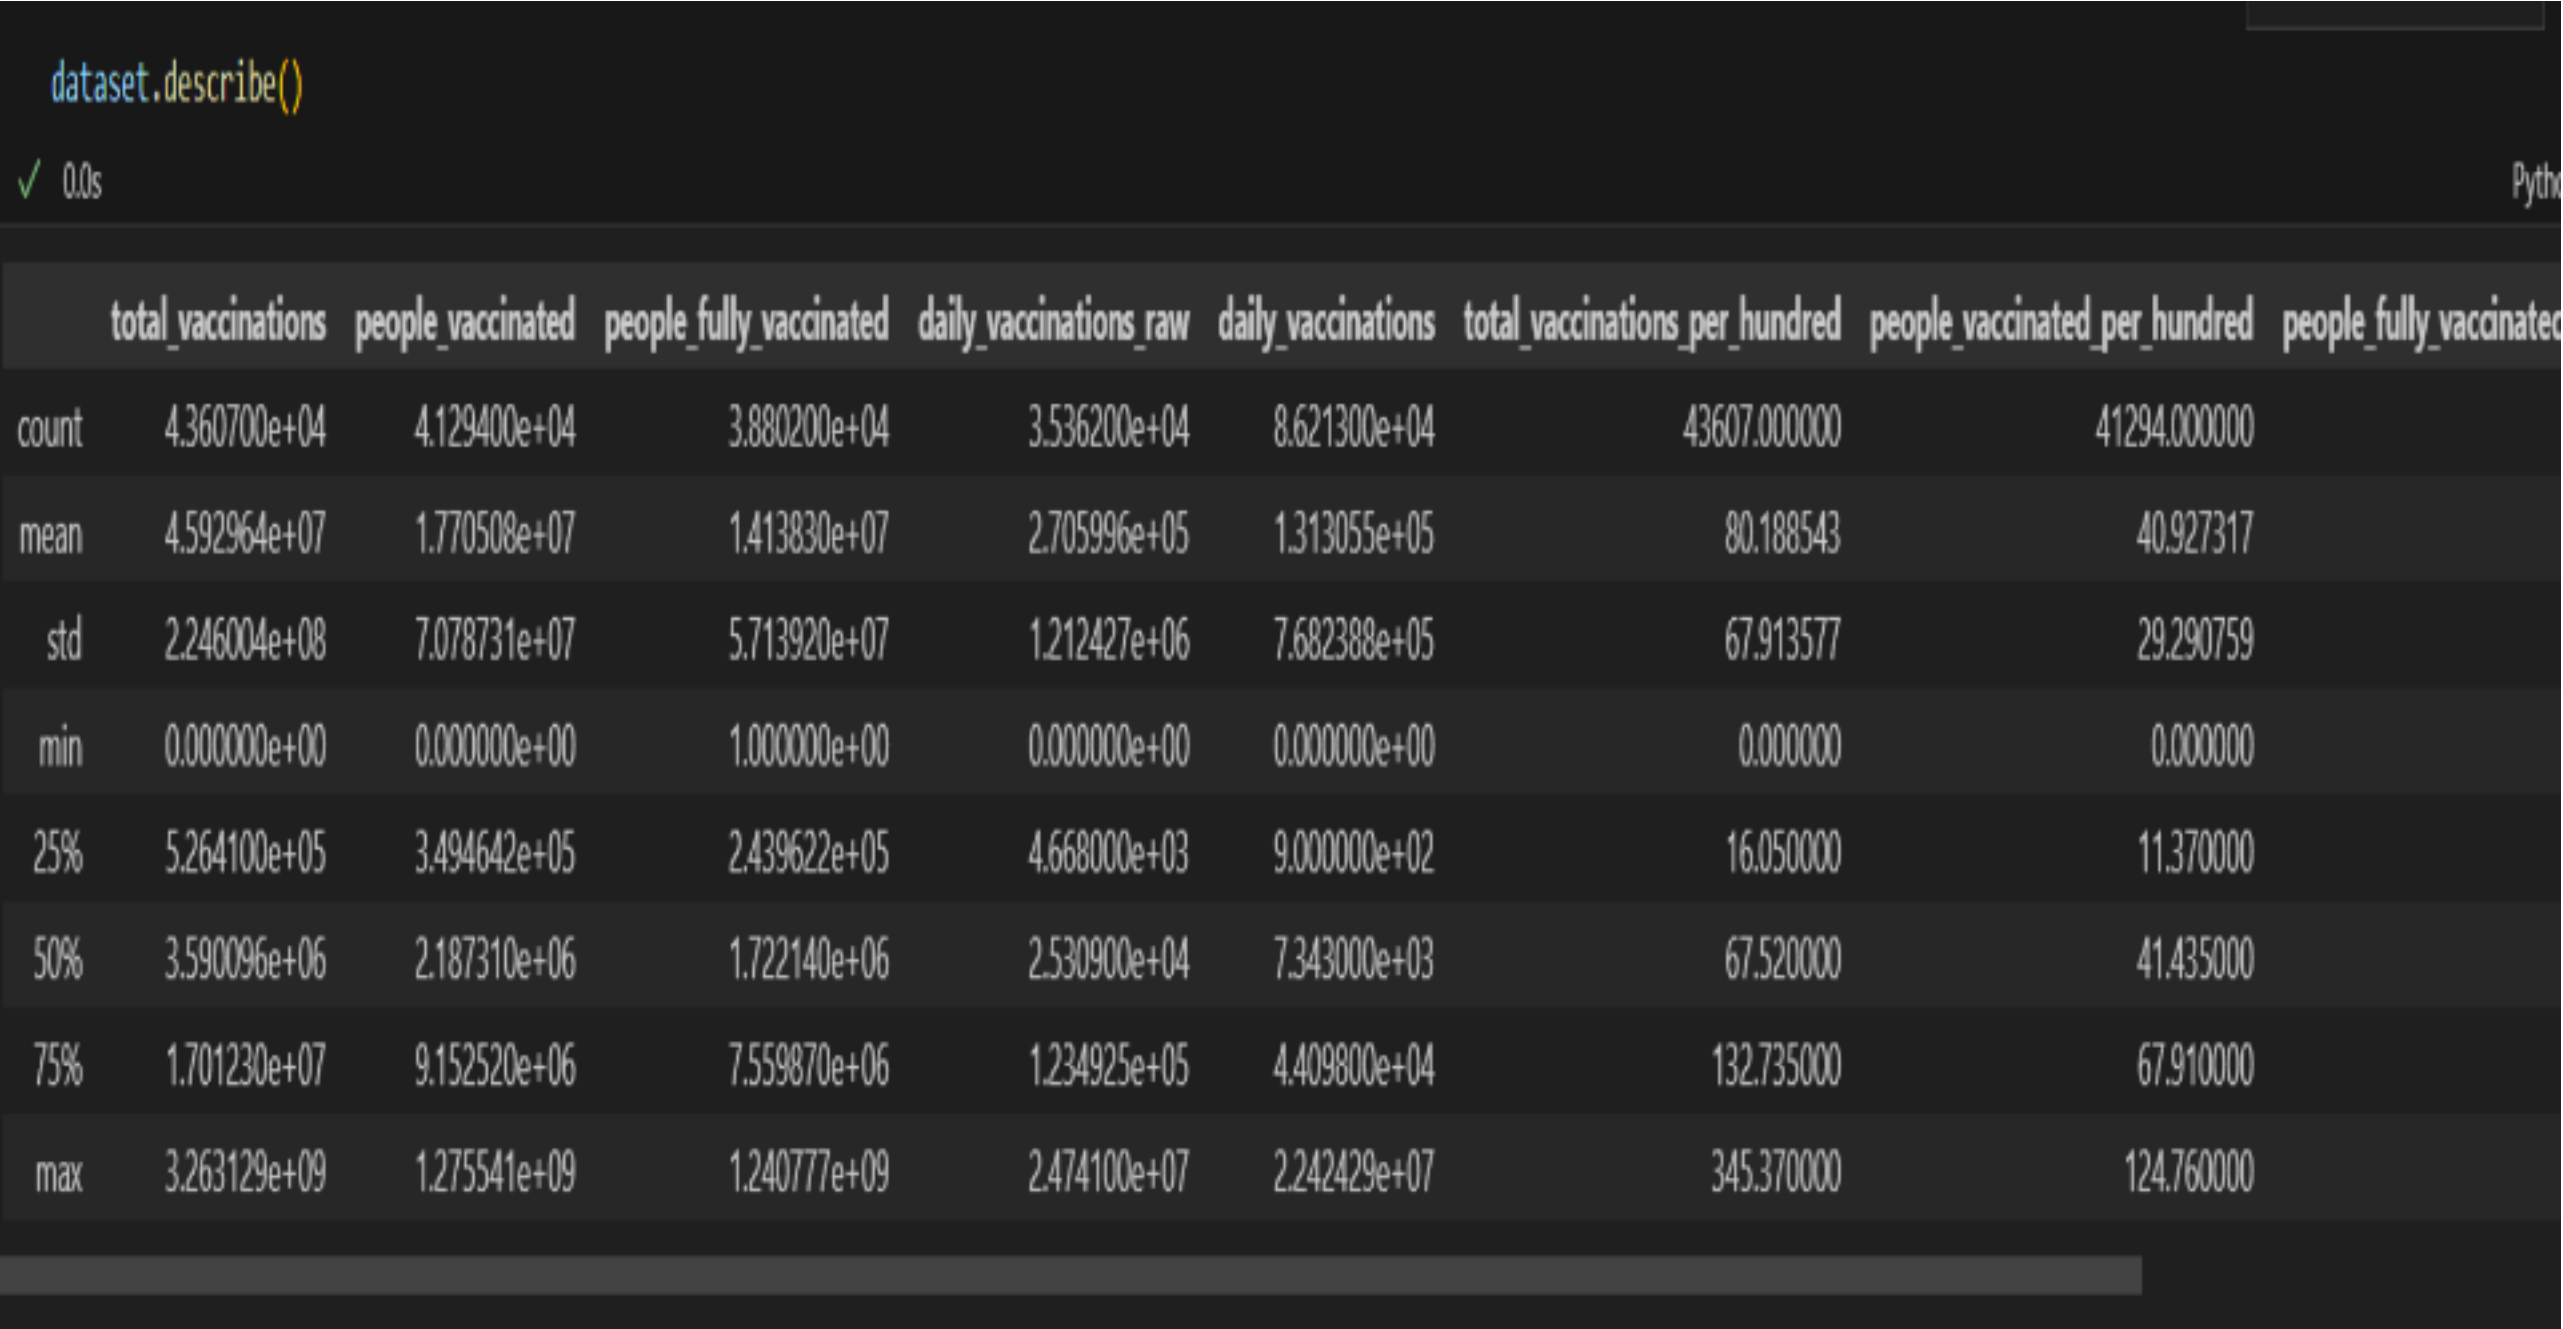 dataset.describe()
✓ 0.0s Pytho
total_vaccinations people_vaccinated people_fully_vaccinated daily_vaccinations_raw daily_vaccinations total_vaccinations_per_hundred people_vaccinated_per_hundred people_fully_vaccinated
count 4.360700e+04 4.129400e+04 3.880200e+04 3.536200e+04 8.621300e+04 43607.000000 41294.000000
mean 4.592964e+07 1.770508e+07 1.413830e+07 2.705996e+05 1.313055e+05 80.188543 40.927317
std 2.246004e+08 7.078731e+07 5.713920e+07 1.212427e+06 7.682388e+05 67.913577 29.290759
min 0.000000e+00 0.000000e+00 1.000000e+00 0.000000e+00 0.000000e+00 0.000000 0.000000
25% 5.264100e+05 3.494642e+05 2.439622e+05 4.668000e+03 9.000000e+02 16.050000 11.370000
50% 3.590096e+06 2.187310e+06 1.722140e+06 2.530900e+04 7.343000e+03 67.520000 41.435000
75% 1.701230e+07 9.152520e+06 7.559870e+06 1.234925e+05 4.409800e+04 132.735000 67.910000
max 3.263129e+09 1.275541e+09 1.240777e+09 2.474100e+07 2.242429e+07 345.370000 124.760000